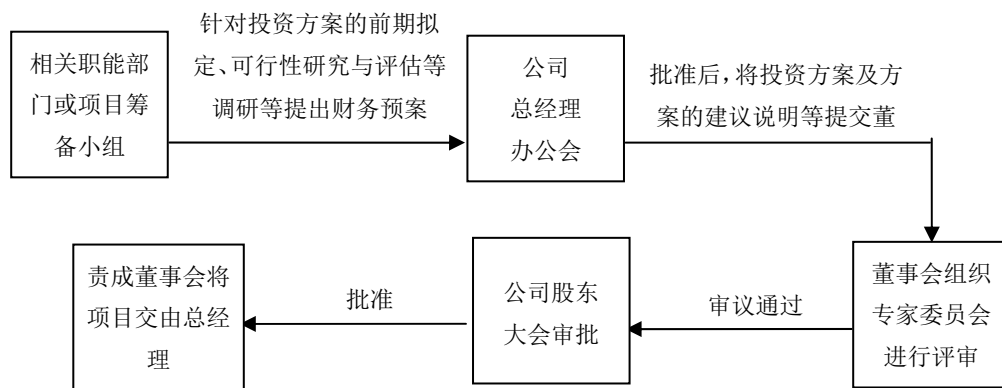 相关职能部
门或项目筹
备小组
针对投资方案的前期拟
定、可行性研究与评估等
调研等提出财务预案
公司
总经理
办公会
批准后,将投资方案及方
案的建议说明等提交董
董事会组织
专家委员会
进行评审
审议通过
公司股东
大会审批
批准
责成董事会将
项目交由总经
理